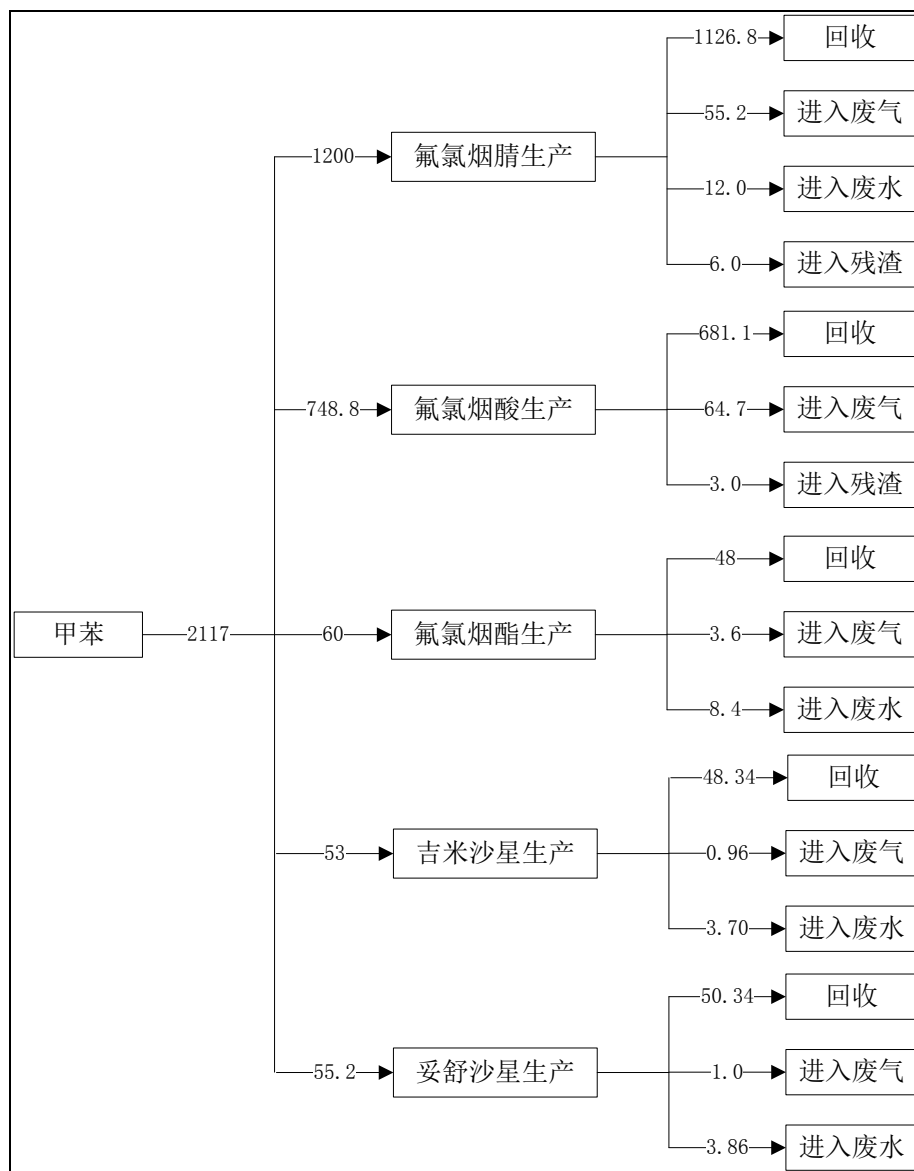 1126.8
回收
55.2
进入废气
1200
氟氯烟腈生产
12.0
进入废水
6.0
进入残渣
681.1
回收
748.8
氟氯烟酸生产
64.7
进入废气
3.0
进入残渣
48
回收
甲苯
2117
60
氟氯烟酯生产
3.6
进入废气
8.4
进入废水
48.34
回收
53
吉米沙星生产
0.96
进入废气
3.70
进入废水
50.34
回收
55.2
妥舒沙星生产
1.0
进入废气
3.86
进入废水